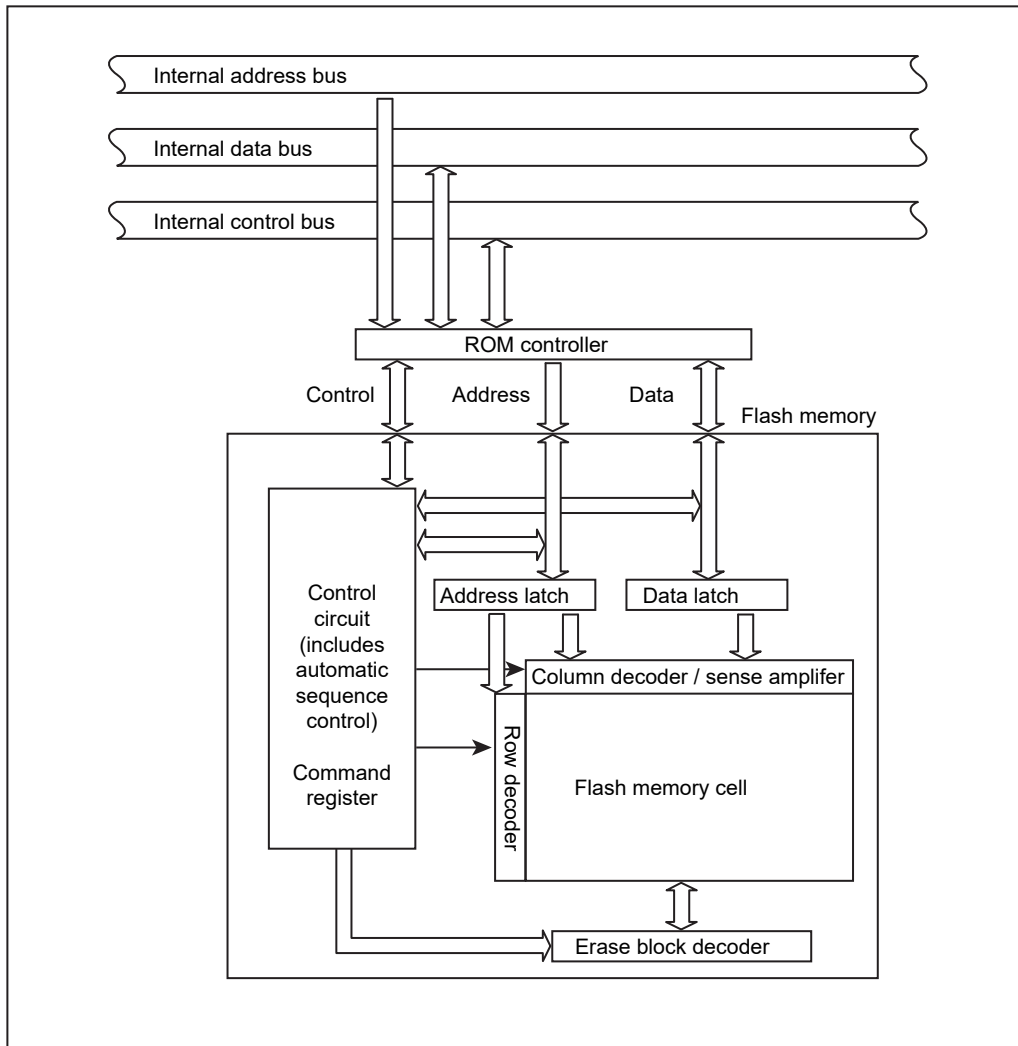 Internal address bus
Internal data bus
Internal control bus
ROM controller
Control
Address
Data
Flash memory
Control
circuit
(includes
automatic
sequence
control)
Command
register
Address latch
Data latch
Column decoder / sense amplifer
Row decoder
Flash memory cell
Erase block decoder